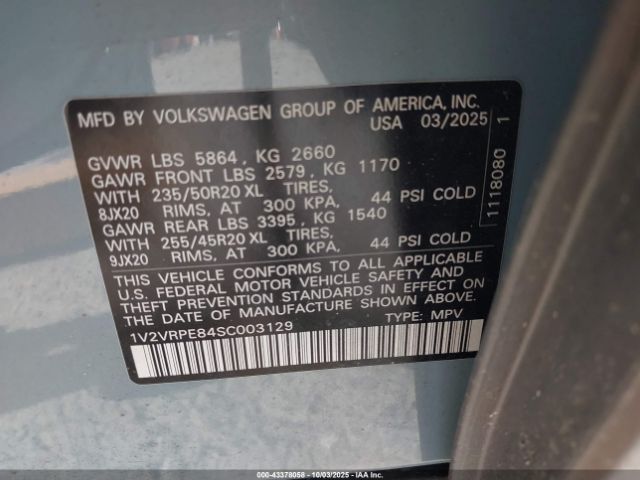 MFD BY VOLKSWAGEN GROUP OF AMERICA, INC.
USA 03/2025
GVWR LBS 5864, KG 2660
GAWR FRONT LBS 2579, KG 1170
WITH 235/50R20 XL TIRES,
8JX20 RIMS, AT 300 KPA, 44 PSI COLD
GAWR REAR LBS 3395, KG 1540
WITH 255/45R20 XL TIRES,
9JX20 RIMS, AT 300 KPA, 44 PSI COLD
THIS VEHICLE CONFORMS TO ALL APPLICABLE
U.S. FEDERAL MOTOR VEHICLE SAFETY AND
THEFT PREVENTION STANDARDS IN EFFECT ON
THE DATE OF MANUFACTURE SHOWN ABOVE.
1V2VRPE84SC003129 TYPE: MPV
1118080 1
000-43378058 - 10/03/2025 - IAAI.COM